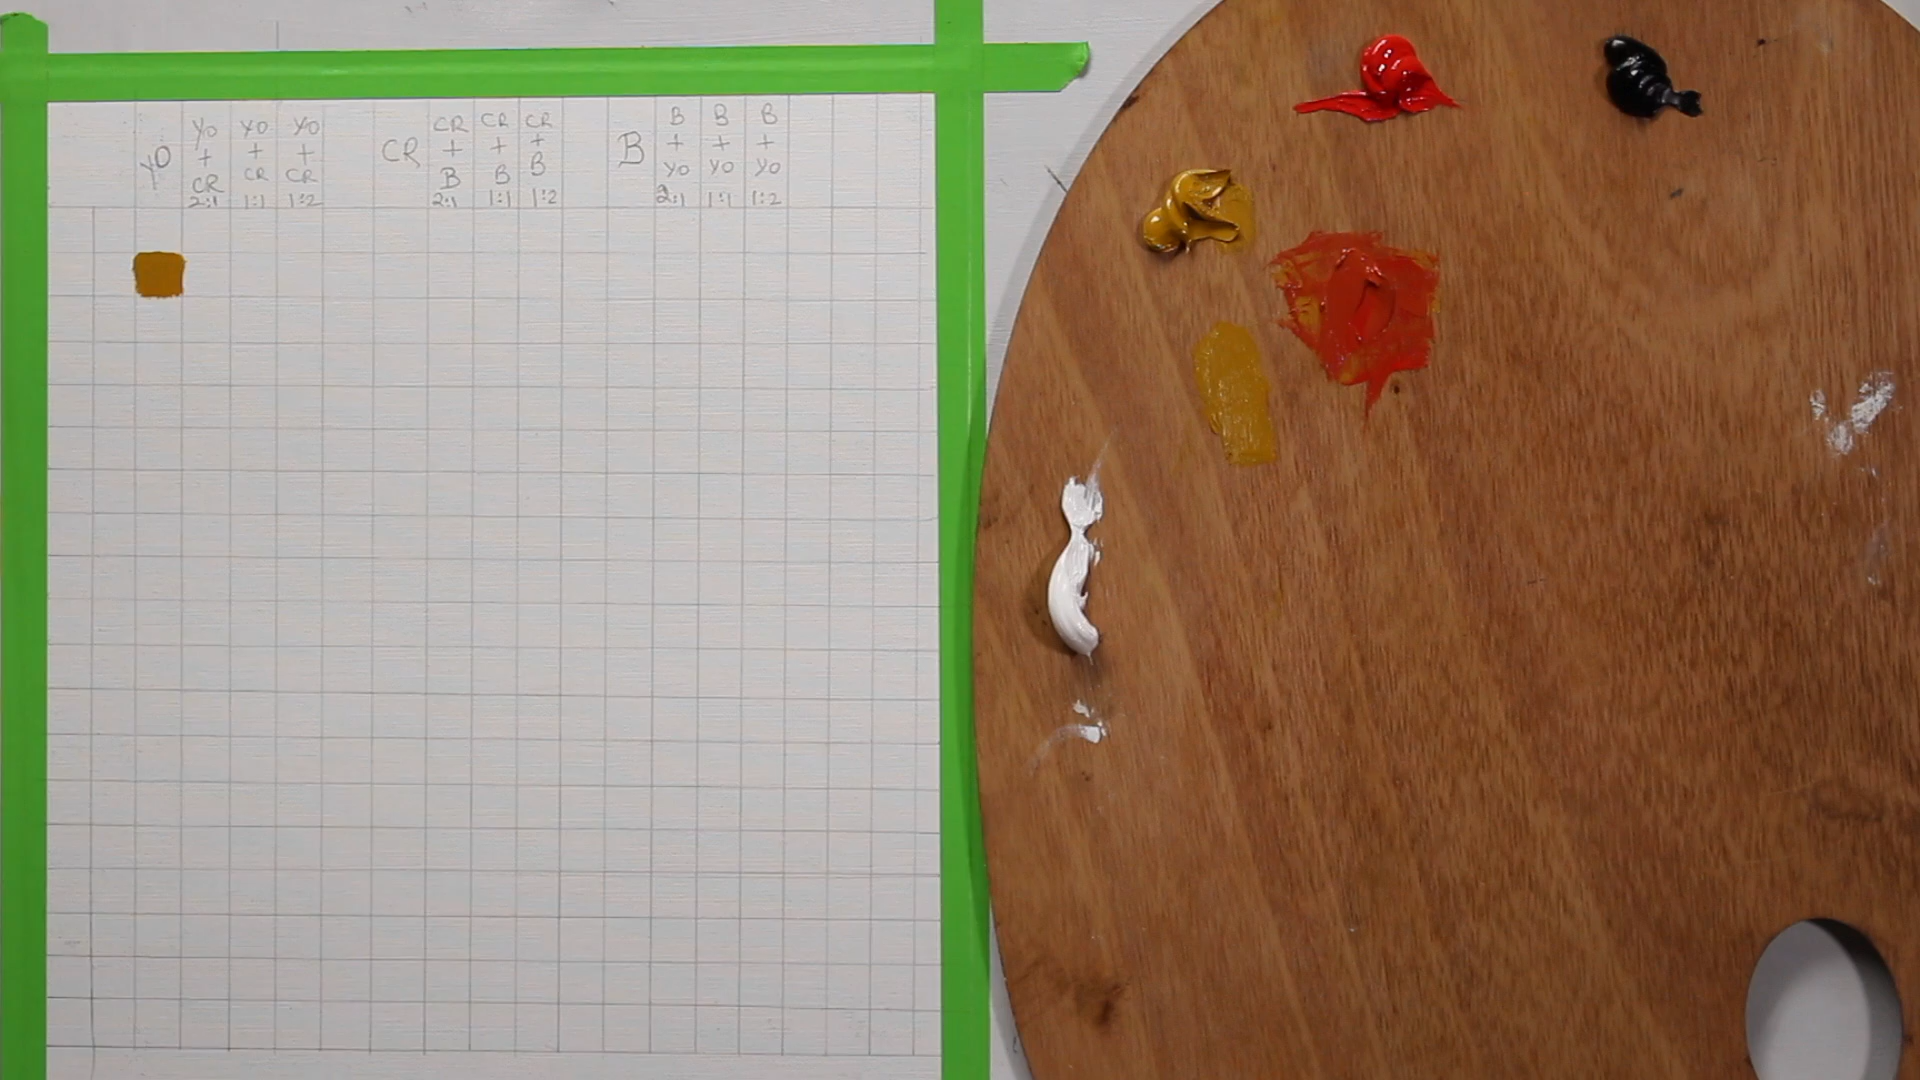 YO
YO + CR 2:1
YO + CR 1:1
YO + CR 1:2
CR
CR + B 2:1
CR + B 1:1
CR + B 1:2
B
B + YO 2:1
B + YO 1:1
B + YO 1:2